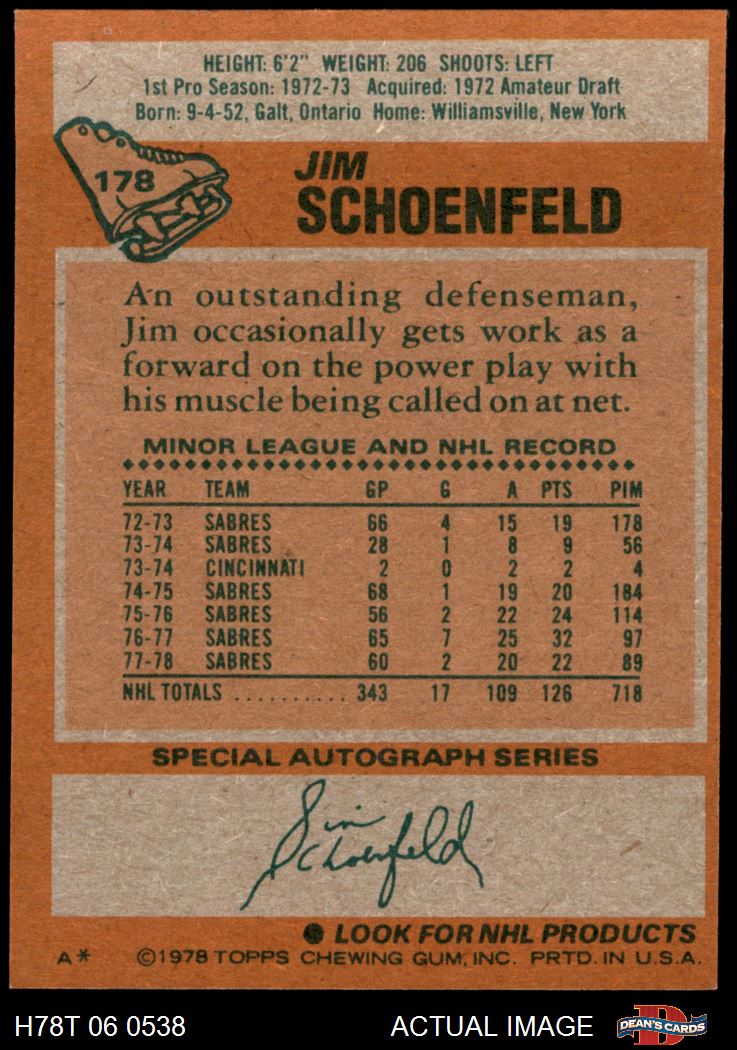 HEIGHT: 6'2" WEIGHT: 206 SHOOTS: LEFT
1st Pro Season: 1972-73 Acquired: 1972 Amateur Draft
Born: 9-4-52, Galt, Ontario Home: Williamsville, New York
178
JIM
SCHOENFELD
An outstanding defenseman,
Jim occasionally gets work as a
forward on the power play with
his muscle being called on at net.
MINOR LEAGUE AND NHL RECORD
YEAR TEAM GP G A PTS PIM
72-73 SABRES 66 4 15 19 178
73-74 SABRES 28 1 8 9 56
73-74 CINCINNATI 2 0 2 2 4
74-75 SABRES 68 1 19 20 184
75-76 SABRES 56 2 22 24 114
76-77 SABRES 65 7 25 32 97
77-78 SABRES 60 2 20 22 89
NHL TOTALS .......... 343 17 109 126 718
SPECIAL AUTOGRAPH SERIES
Jim
Schoenfeld
● LOOK FOR NHL PRODUCTS
A* ©1978 TOPPS CHEWING GUM, INC. PRTD. IN U.S.A.
H78T 06 0538 ACTUAL IMAGE D DEAN'S CARDS